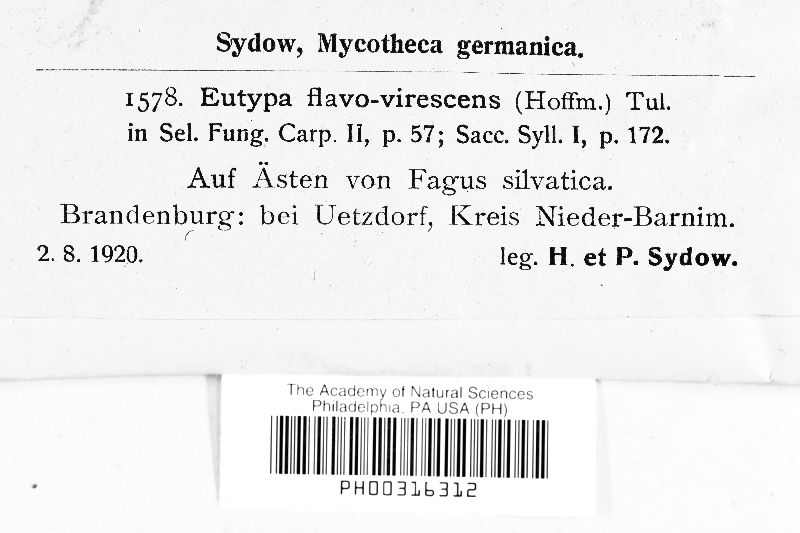 Sydow, Mycotheca germanica.
1578. Eutypa flavo-virescens (Hoffm.) Tul.
in Sel. Fung. Carp. II, p. 57; Sacc. Syll. I, p. 172.
Auf Ästen von Fagus silvatica.
Brandenburg: bei Uetzdorf, Kreis Nieder-Barnim.
2. 8. 1920. leg. H. et P. Sydow.
The Academy of Natural Sciences
Philadelphia, PA USA (PH)
PH00316312